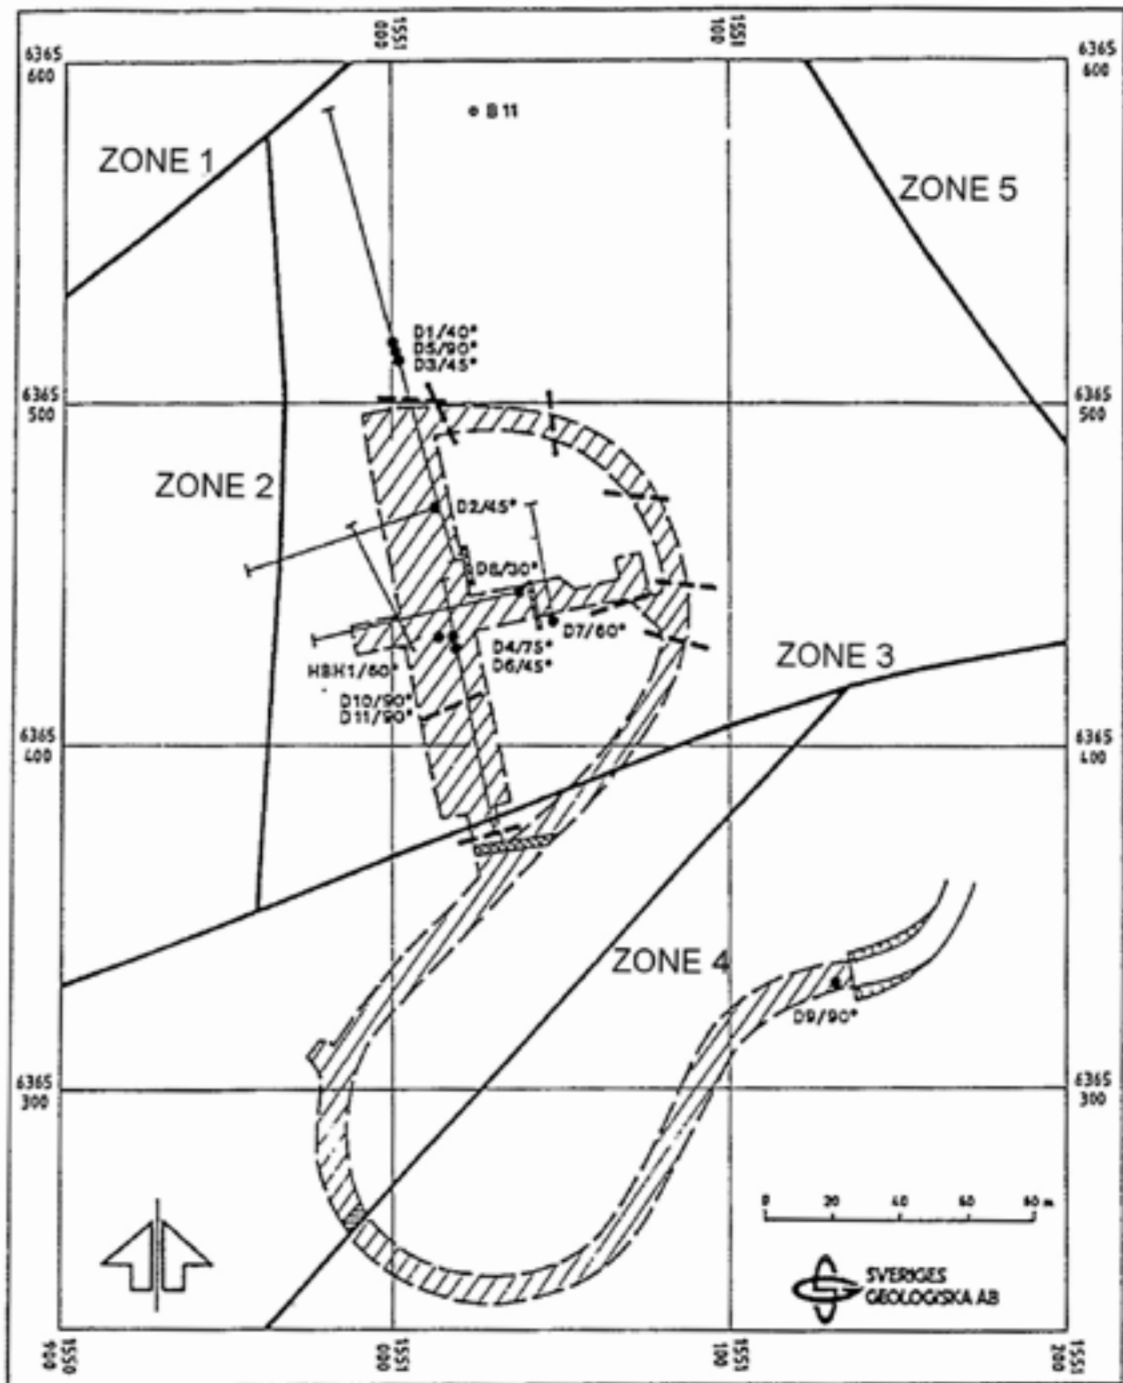 1551
000
1551
100
6365
600
6365
600
B 11
ZONE 1
ZONE 5
D1/40°
D5/90°
D3/45°
6365
500
6365
500
ZONE 2
D2/45°
D8/30°
D7/60°
D4/75°
D6/45°
HBH1/60°
D10/90°
D11/90°
ZONE 3
6365
400
6365
400
ZONE 4
D9/90°
6365
300
6365
300
0 20 40 60 80 m
SVERIGES
GEOLOGISKA AB
1550
900
1551
000
1551
100
1551
200